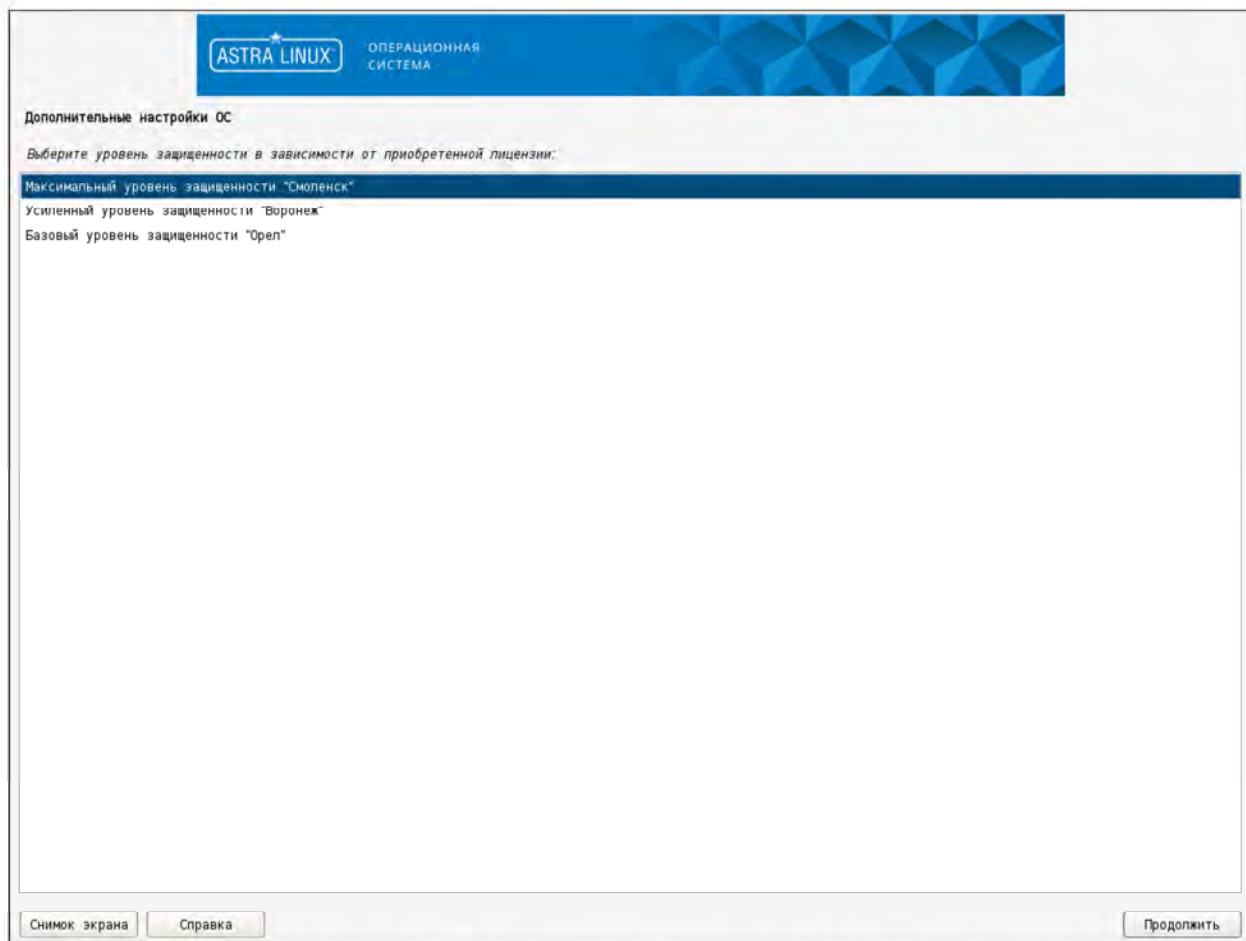 ASTRA LINUX
ОПЕРАЦИОННАЯ
СИСТЕМА
Дополнительные настройки ОС
Выберите уровень защищенности в зависимости от приобретенной лицензии:
Максимальный уровень защищенности "Смоленск"
Усиленный уровень защищенности "Воронеж"
Базовый уровень защищенности "Орел"
Снимок экрана
Справка
Продолжить